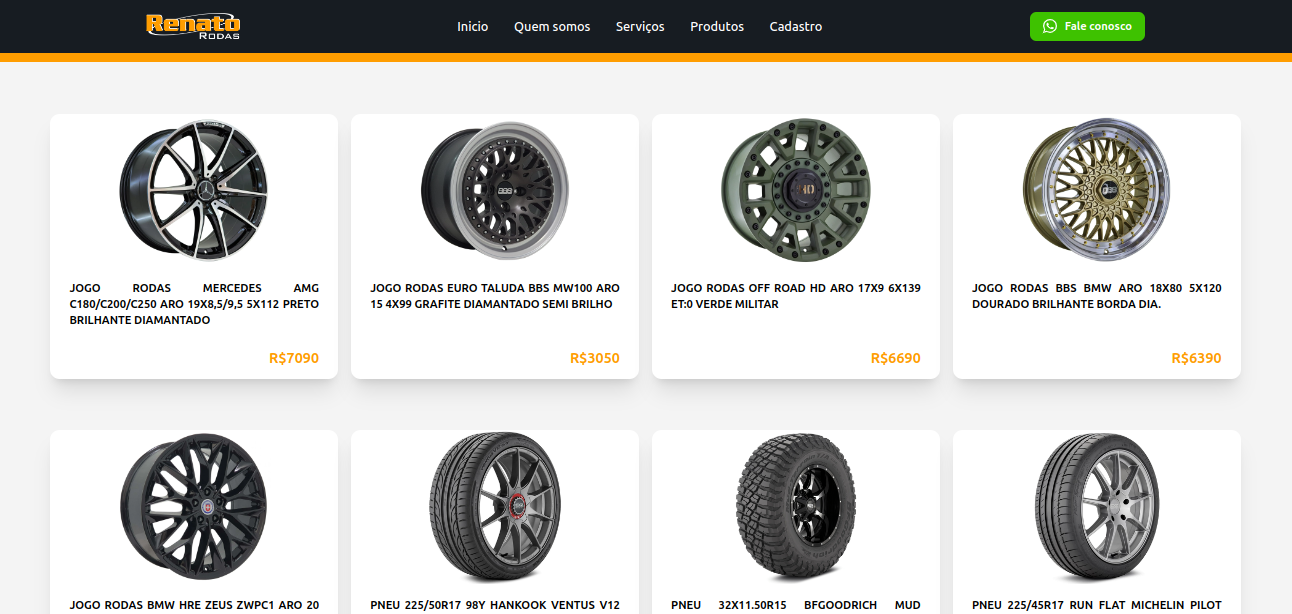 Renato
RODAS
Inicio Quem somos Serviços Produtos Cadastro
Fale conosco
JOGO RODAS MERCEDES AMG
C180/C200/C250 ARO 19X8,5/9,5 5X112 PRETO
BRILHANTE DIAMANTADO
R$7090
BBS
JOGO RODAS EURO TALUDA BBS MW100 ARO
15 4X99 GRAFITE DIAMANTADO SEMI BRILHO
R$3050
JOGO RODAS OFF ROAD HD ARO 17X9 6X139
ET:0 VERDE MILITAR
R$6690
JOGO RODAS BBS BMW ARO 18X80 5X120
DOURADO BRILHANTE BORDA DIA.
R$6390
JOGO RODAS BMW HRE ZEUS ZWPC1 ARO 20
PNEU 225/50R17 98Y HANKOOK VENTUS V12
PNEU 32X11.50R15 BFGOODRICH MUD
PNEU 225/45R17 RUN FLAT MICHELIN PILOT